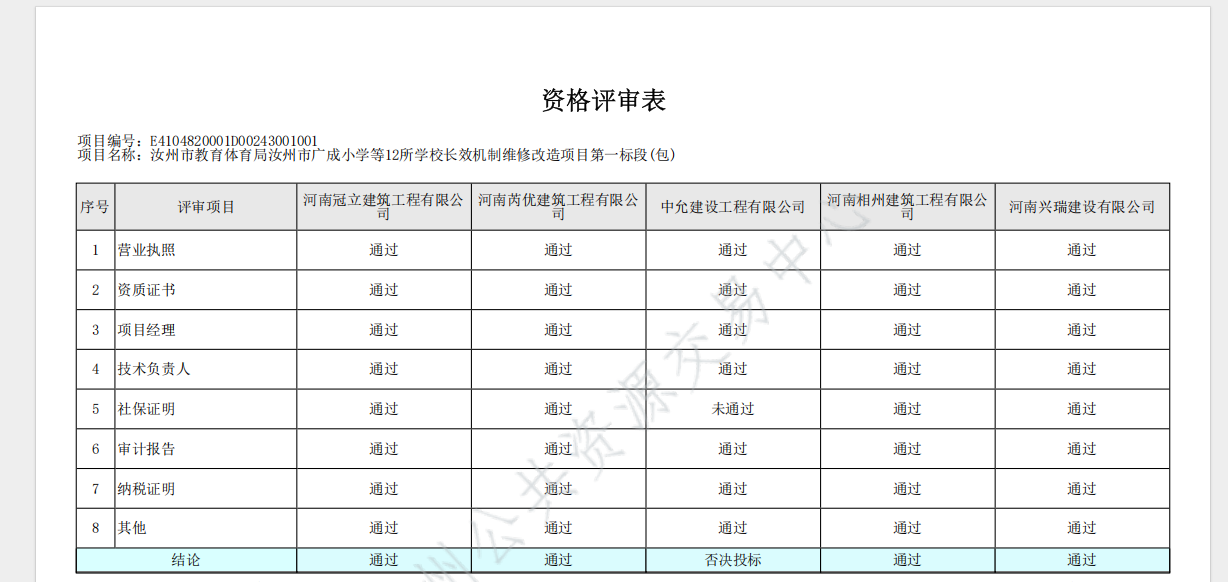 资格评审表
项目编号：E4104820001D00243001001
项目名称：汝州市教育体育局汝州市广成小学等12所学校长效机制维修改造项目第一标段(包)
序号 评审项目 河南冠立建筑工程有限公司 河南芮优建筑工程有限公司 中允建设工程有限公司 河南相州建筑工程有限公司 河南兴瑞建设有限公司
1 营业执照 通过 通过 通过 通过 通过
2 资质证书 通过 通过 通过 通过 通过
3 项目经理 通过 通过 通过 通过 通过
4 技术负责人 通过 通过 通过 通过 通过
5 社保证明 通过 通过 未通过 通过 通过
6 审计报告 通过 通过 通过 通过 通过
7 纳税证明 通过 通过 通过 通过 通过
8 其他 通过 通过 通过 通过 通过
结论 通过 通过 否决投标 通过 通过
州公共资源交易中心